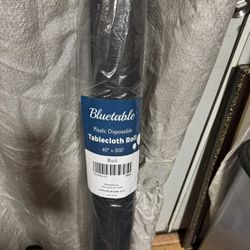 Bluetable
Plastic Disposable
Tablecloth Roll
40" x 300'
Black